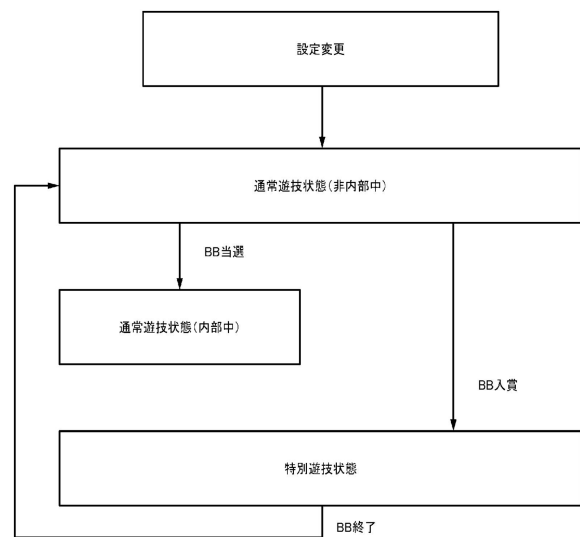 設定変更
通常遊技状態(非内部中)
BB当選
通常遊技状態(内部中)
BB入賞
特別遊技状態
BB終了